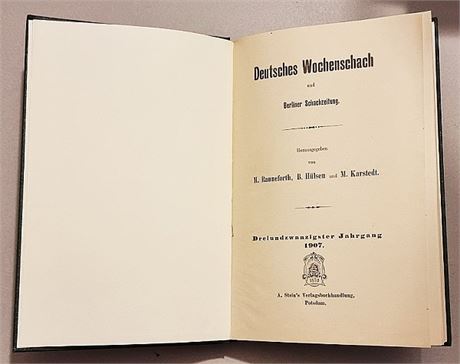 Deutsches Wochenschach
und
Berliner Schachzeitung.
Herausgegeben
von
H. Ranneforth, B. Hülsen und M. Karstedt.
Dreiundzwanzigster Jahrgang
1907.
A. Stein's Verlagsbuchhandlung,
Potsdam.